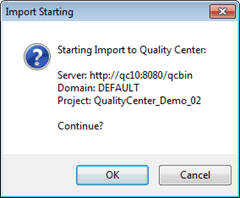 Import Starting
Starting Import to Quality Center:
Server: http://qc10:8080/qcbin
Domain: DEFAULT
Project: QualityCenter_Demo_02
Continue?
OK
Cancel